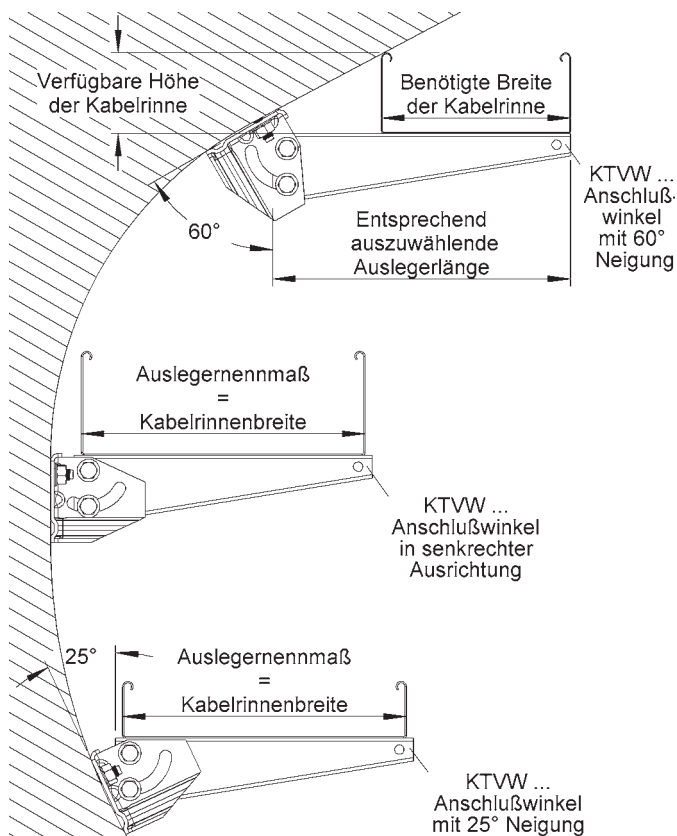 Verfügbare Höhe
der Kabelrinne
Benötigte Breite
der Kabelrinne
KTVW ...
Anschluß-
winkel
mit 60°
Neigung
60°
Entsprechend
auszuwählende
Auslegerlänge
Auslegernennmaß
=
Kabelrinnenbreite
KTVW ...
Anschlußwinkel
in senkrechter
Ausrichtung
25°
Auslegernennmaß
=
Kabelrinnenbreite
KTVW ...
Anschlußwinkel
mit 25° Neigung